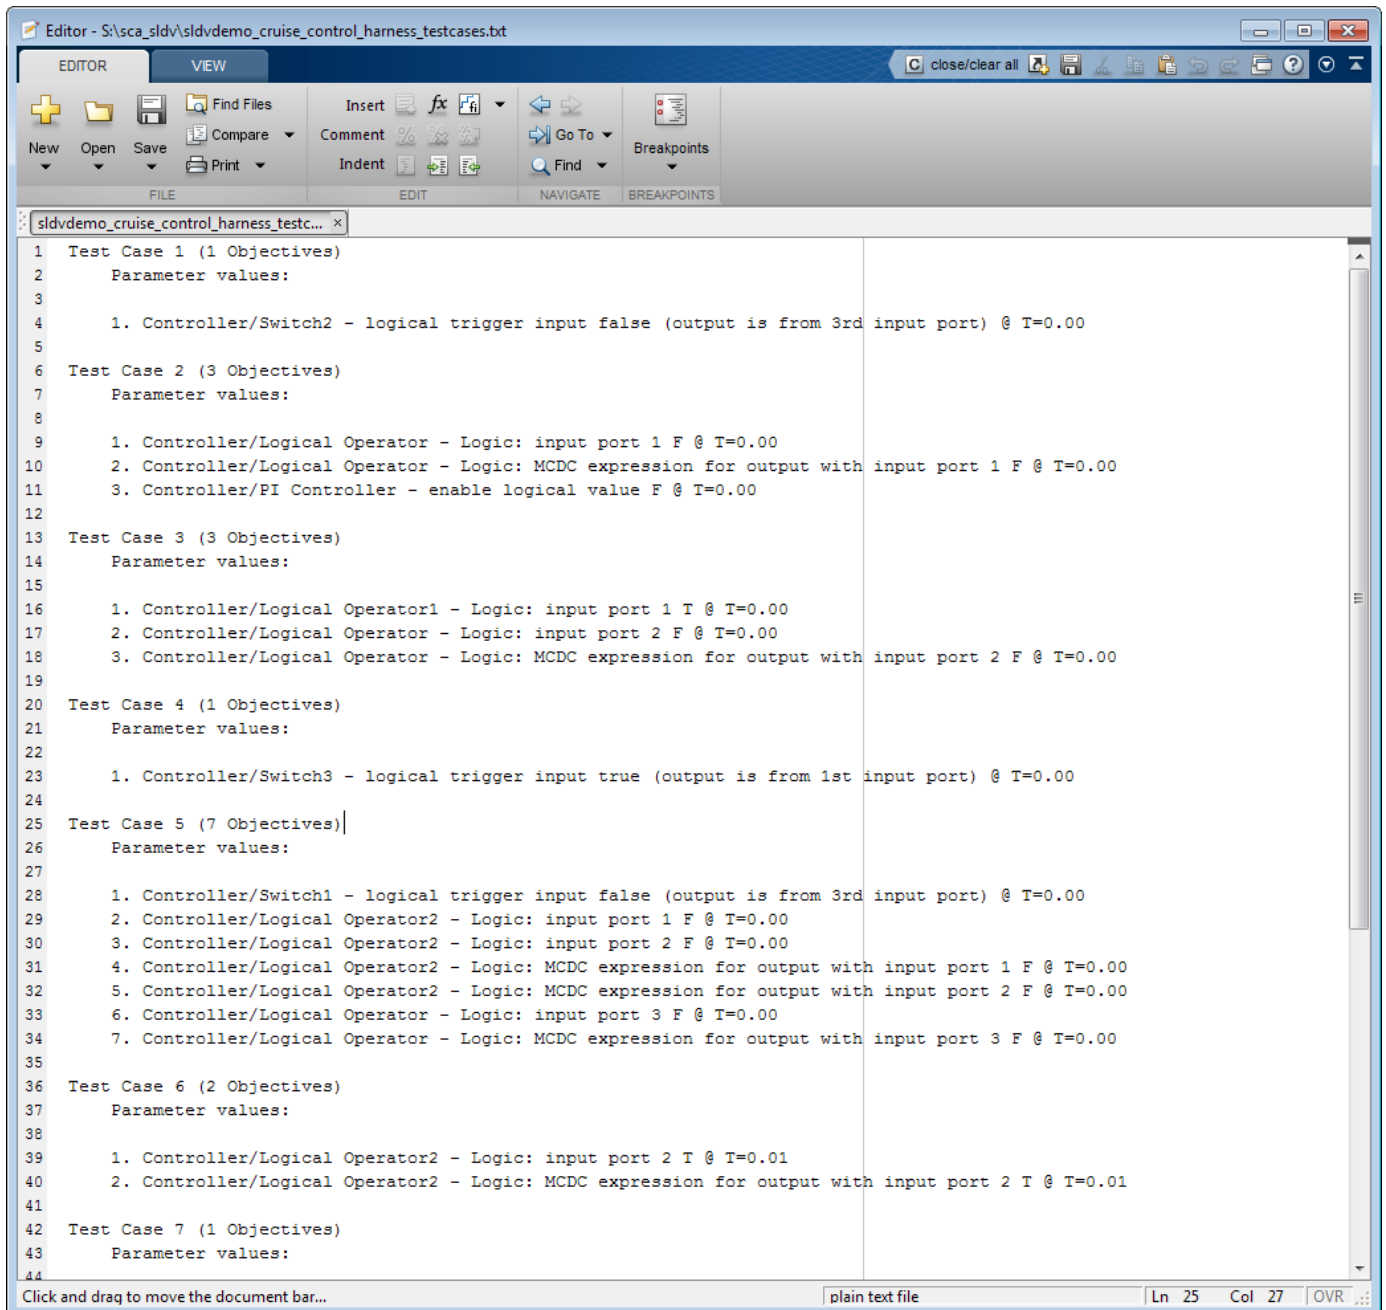 Editor - S:\sca_sldv\sldvdemo_cruise_control_harness_testcases.txt
EDITOR VIEW close/clear all
New Open Save Find Files Compare Print Insert Comment Indent fx fi Go To Find Breakpoints
FILE EDIT NAVIGATE BREAKPOINTS
sldvdemo_cruise_control_harness_testc... ×
1 Test Case 1 (1 Objectives)
2 Parameter values:
3
4 1. Controller/Switch2 - logical trigger input false (output is from 3rd input port) @ T=0.00
5
6 Test Case 2 (3 Objectives)
7 Parameter values:
8
9 1. Controller/Logical Operator - Logic: input port 1 F @ T=0.00
10 2. Controller/Logical Operator - Logic: MCDC expression for output with input port 1 F @ T=0.00
11 3. Controller/PI Controller - enable logical value F @ T=0.00
12
13 Test Case 3 (3 Objectives)
14 Parameter values:
15
16 1. Controller/Logical Operator1 - Logic: input port 1 T @ T=0.00
17 2. Controller/Logical Operator - Logic: input port 2 F @ T=0.00
18 3. Controller/Logical Operator - Logic: MCDC expression for output with input port 2 F @ T=0.00
19
20 Test Case 4 (1 Objectives)
21 Parameter values:
22
23 1. Controller/Switch3 - logical trigger input true (output is from 1st input port) @ T=0.00
24
25 Test Case 5 (7 Objectives)
26 Parameter values:
27
28 1. Controller/Switch1 - logical trigger input false (output is from 3rd input port) @ T=0.00
29 2. Controller/Logical Operator2 - Logic: input port 1 F @ T=0.00
30 3. Controller/Logical Operator2 - Logic: input port 2 F @ T=0.00
31 4. Controller/Logical Operator2 - Logic: MCDC expression for output with input port 1 F @ T=0.00
32 5. Controller/Logical Operator2 - Logic: MCDC expression for output with input port 2 F @ T=0.00
33 6. Controller/Logical Operator - Logic: input port 3 F @ T=0.00
34 7. Controller/Logical Operator - Logic: MCDC expression for output with input port 3 F @ T=0.00
35
36 Test Case 6 (2 Objectives)
37 Parameter values:
38
39 1. Controller/Logical Operator2 - Logic: input port 2 T @ T=0.01
40 2. Controller/Logical Operator2 - Logic: MCDC expression for output with input port 2 T @ T=0.01
41
42 Test Case 7 (1 Objectives)
43 Parameter values:
44
Click and drag to move the document bar... plain text file Ln 25 Col 27 OVR